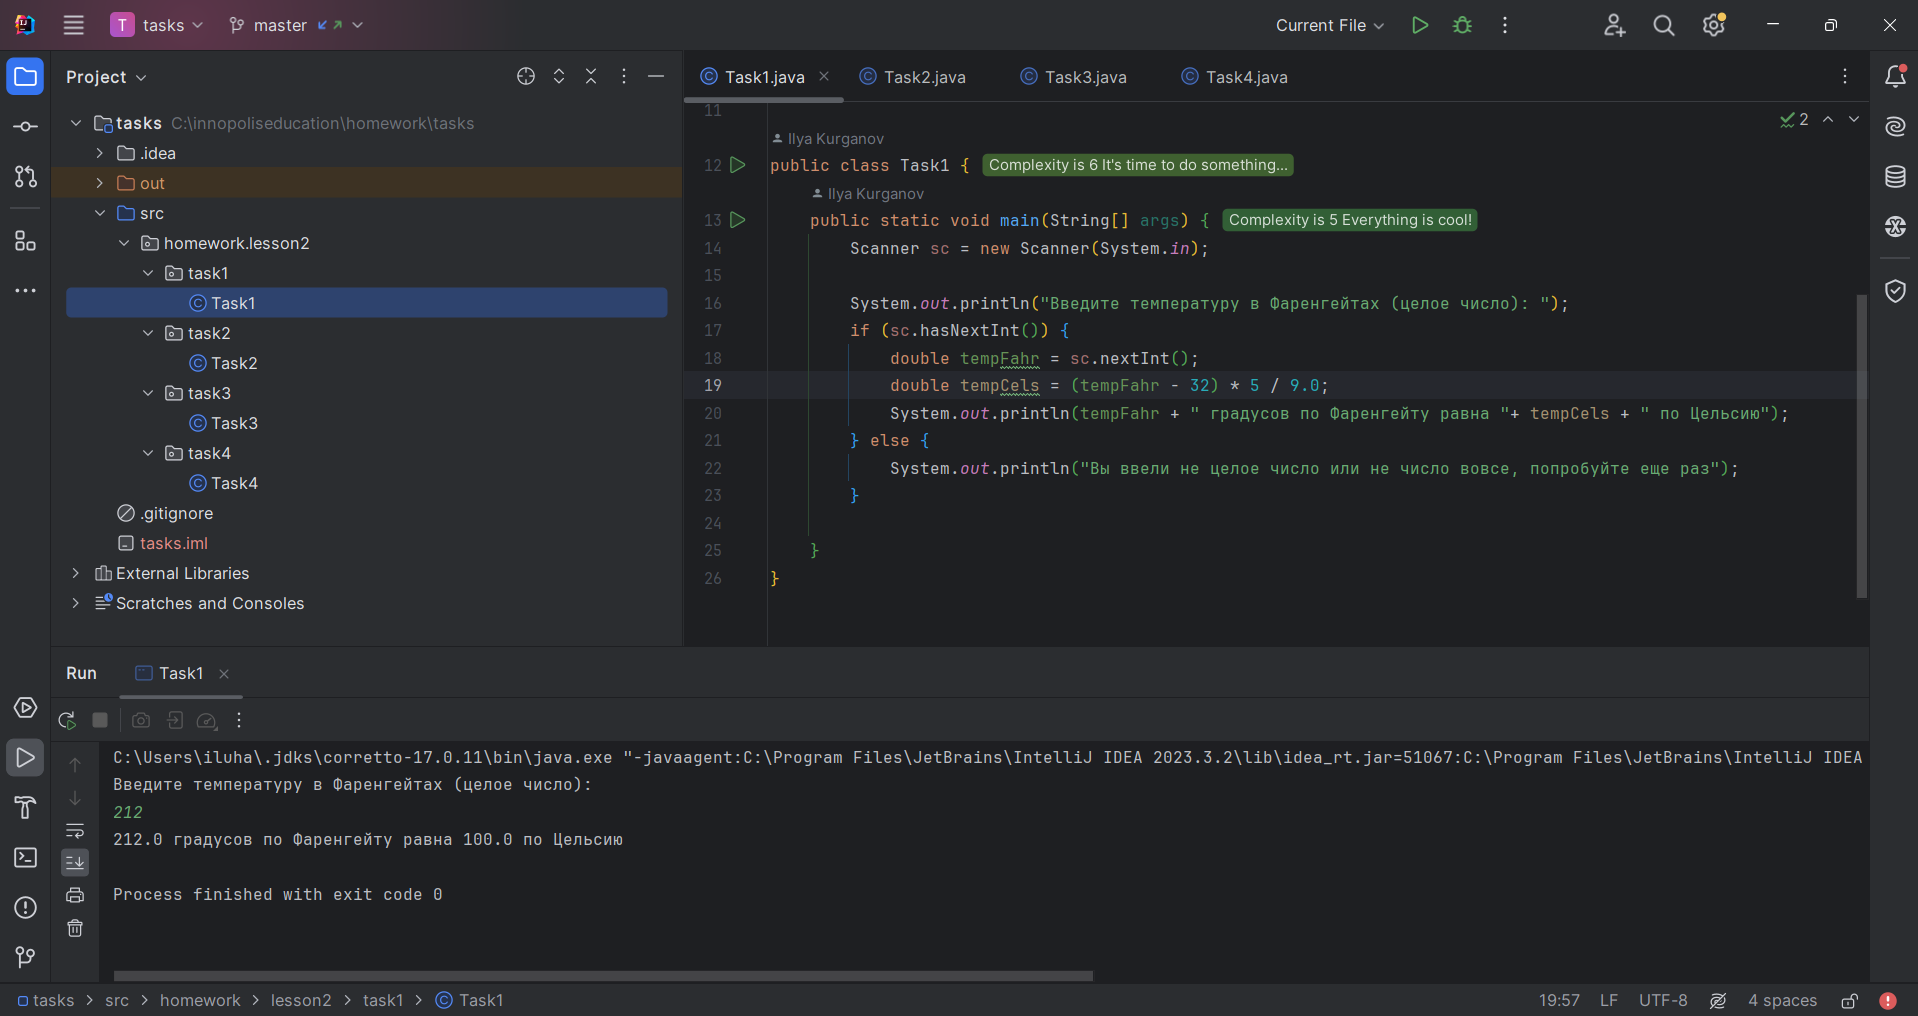 T tasks master Current File
Project
tasks C:\innopoliseducation\homework\tasks
.idea
out
src
homework.lesson2
task1
Task1
task2
Task2
task3
Task3
task4
Task4
.gitignore
tasks.iml
External Libraries
Scratches and Consoles
Task1.java Task2.java Task3.java Task4.java
2
11
Ilya Kurganov
12 public class Task1 { Complexity is 6 It's time to do something...
Ilya Kurganov
13 public static void main(String[] args) { Complexity is 5 Everything is cool!
14 Scanner sc = new Scanner(System.in);
15
16 System.out.println("Введите температуру в Фаренгейтах (целое число): ");
17 if (sc.hasNextInt()) {
18 double tempFahr = sc.nextInt();
19 double tempCels = (tempFahr - 32) * 5 / 9.0;
20 System.out.println(tempFahr + " градусов по Фаренгейту равна "+ tempCels + " по Цельсию");
21 } else {
22 System.out.println("Вы ввели не целое число или не число вовсе, попробуйте еще раз");
23 }
24
25 }
26 }
Run Task1
C:\Users\iluha\.jdks\corretto-17.0.11\bin\java.exe "-javaagent:C:\Program Files\JetBrains\IntelliJ IDEA 2023.3.2\lib\idea_rt.jar=51067:C:\Program Files\JetBrains\IntelliJ IDEA
Введите температуру в Фаренгейтах (целое число):
212
212.0 градусов по Фаренгейту равна 100.0 по Цельсию
Process finished with exit code 0
tasks > src > homework > lesson2 > task1 > Task1 19:57 LF UTF-8 4 spaces